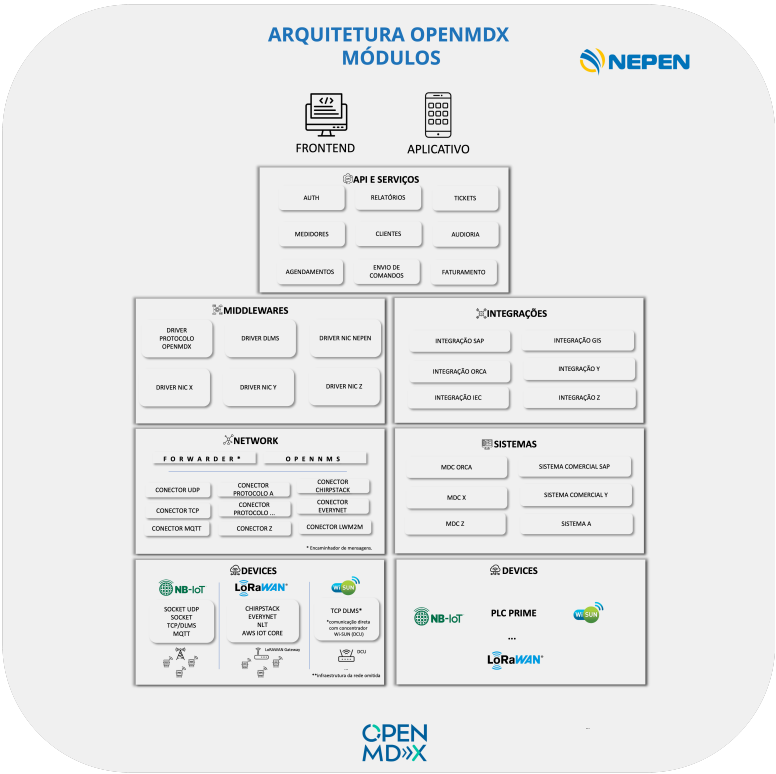 ARQUITETURA OPENMDX
MÓDULOS
NEPEN
FRONTEND
APLICATIVO
API E SERVIÇOS
AUTH
RELATÓRIOS
TICKETS
MEDIDORES
CLIENTES
AUDIORIA
AGENDAMENTOS
ENVIO DE
COMANDOS
FATURAMENTO
MIDDLEWARES
DRIVER
PROTOCOLO
OPENMDX
DRIVER DLMS
DRIVER NIC NEPEN
DRIVER NIC X
DRIVER NIC Y
DRIVER NIC Z
INTEGRAÇÕES
INTEGRAÇÃO SAP
INTEGRAÇÃO GIS
INTEGRAÇÃO ORCA
INTEGRAÇÃO Y
INTEGRAÇÃO IEC
INTEGRAÇÃO Z
NETWORK
FORWARDER*
OPENNMS
CONECTOR UDP
CONECTOR
PROTOCOLO A
CONECTOR
CHIRPSTACK
CONECTOR TCP
CONECTOR
PROTOCOLO ...
CONECTOR
EVERYNET
CONECTOR MQTT
CONECTOR Z
CONECTOR LWM2M
* Encaminhador de mensagens.
SISTEMAS
MDC ORCA
SISTEMA COMERCIAL SAP
MDC X
SISTEMA COMERCIAL Y
MDC Z
SISTEMA A
DEVICES
NB-IoT
LoRaWAN
Wi SUN
SOCKET UDP
SOCKET
TCP/DLMS
MQTT
CHIRPSTACK
EVERYNET
NLT
AWS IOT CORE
TCP DLMS*
*comunicação direta
com concentrador
Wi-SUN (DCU)
LoRAWAN Gateway
DCU
...
**Infraestrutura da rede omitida
DEVICES
NB-IoT
PLC PRIME
Wi SUN
...
LoRaWAN
OPEN
MDX